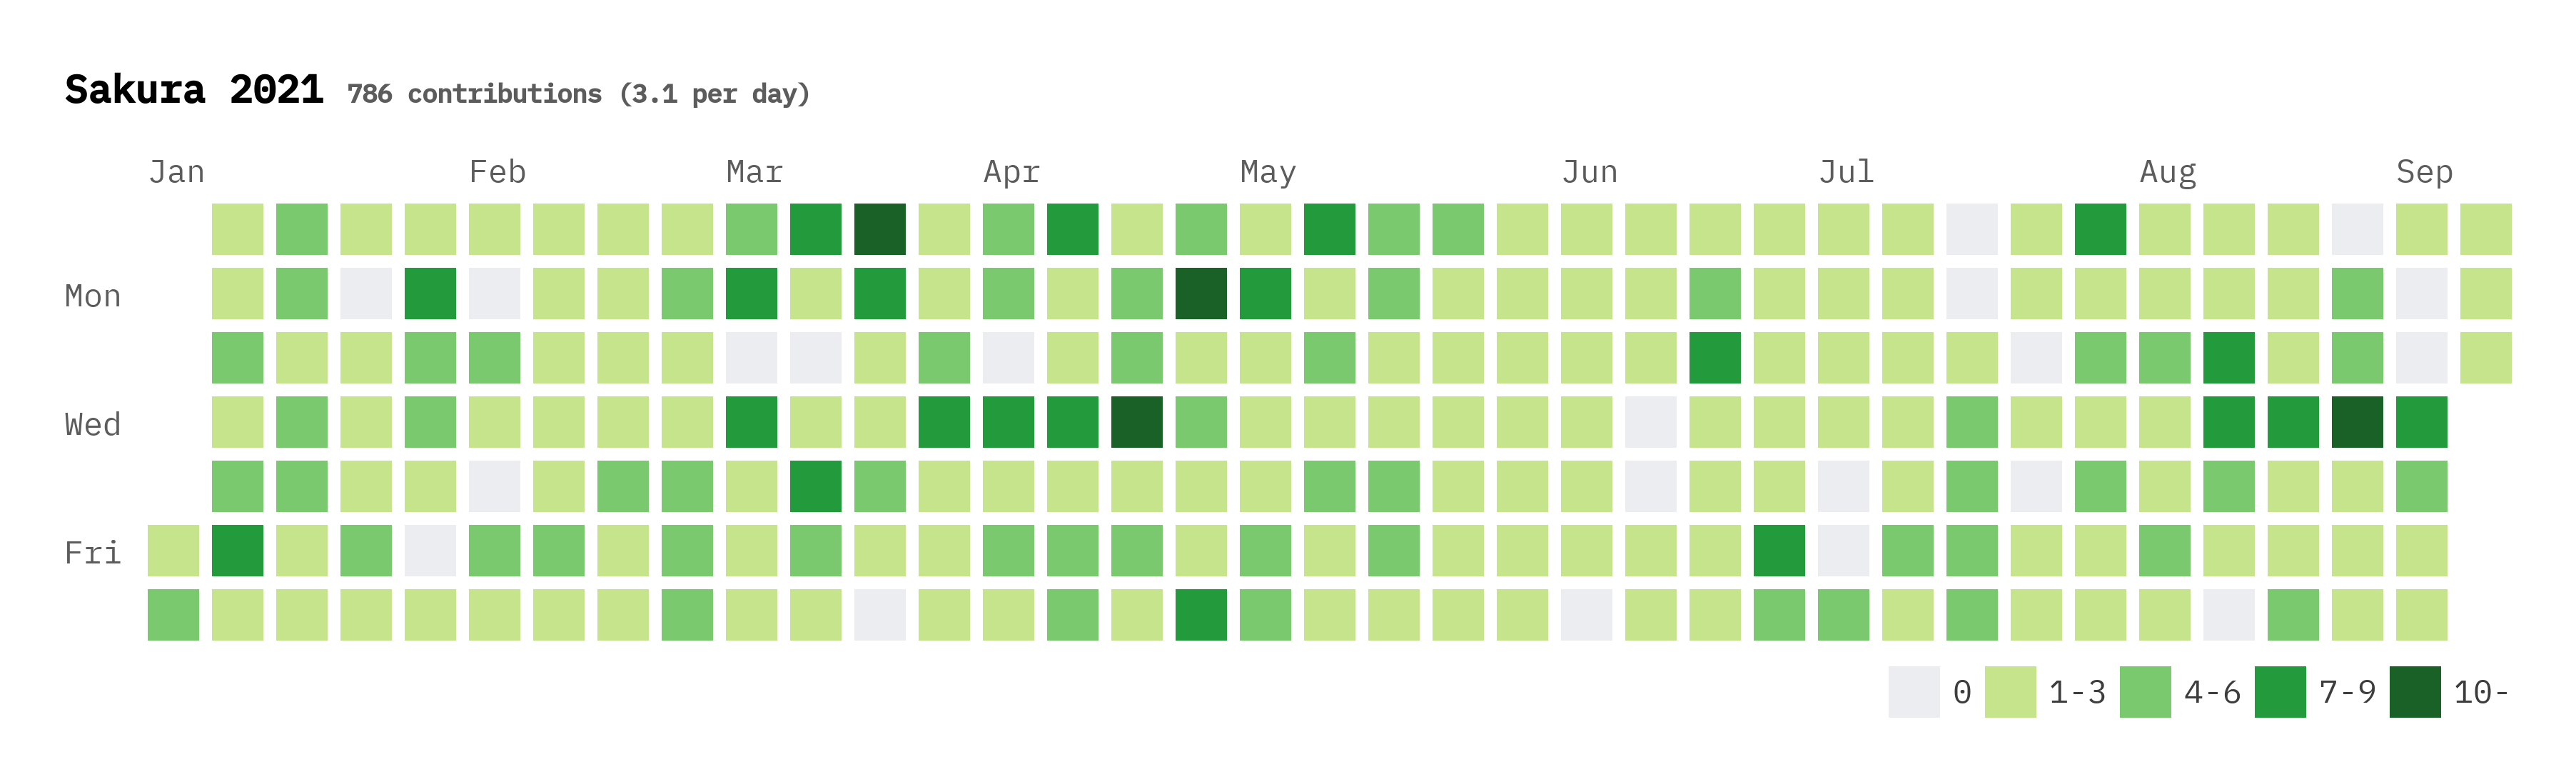 Sakura 2021 786 contributions (3.1 per day)
Jan Feb Mar Apr May Jun Jul Aug Sep
Mon
Wed
Fri
0 1-3 4-6 7-9 10-